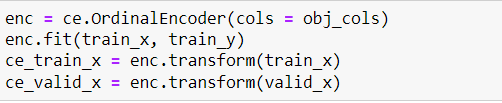 enc = ce.OrdinalEncoder(cols = obj_cols)
enc.fit(train_x, train_y)
ce_train_x = enc.transform(train_x)
ce_valid_x = enc.transform(valid_x)